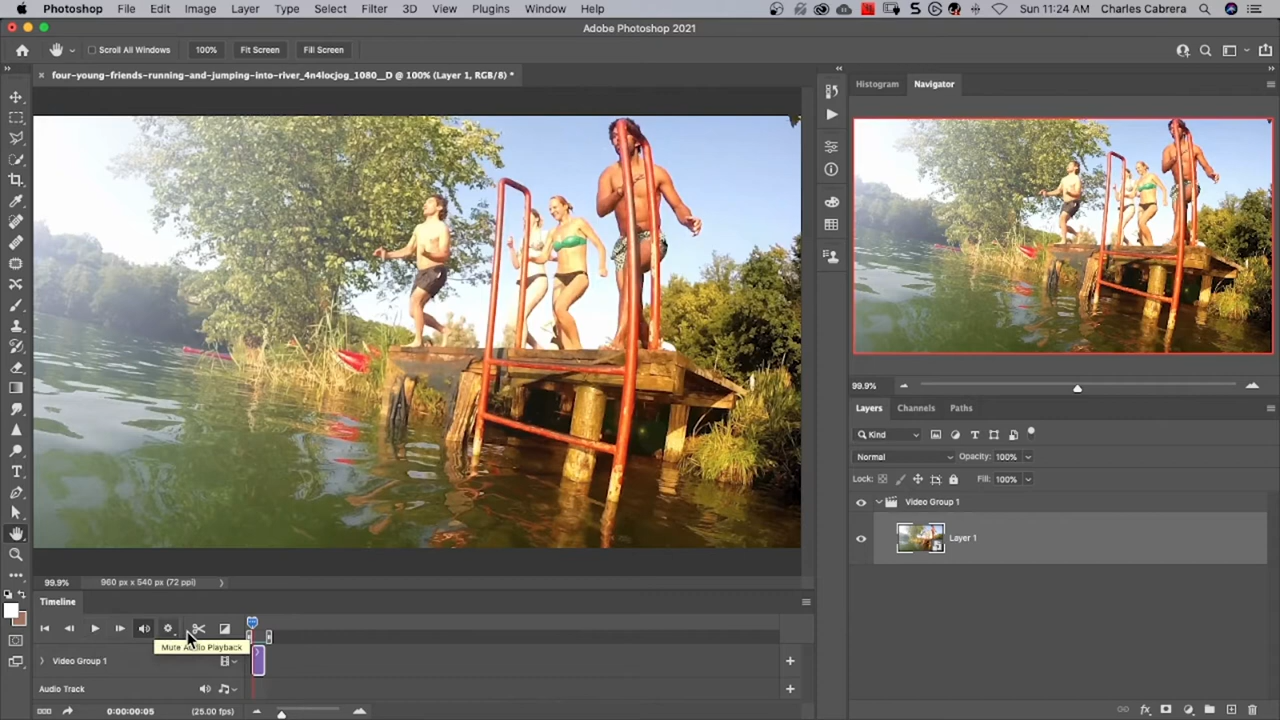 Photoshop File Edit Image Layer Type Select Filter 3D View Plugins Window Help Sun 11:24 AM Charles Cabrera
Adobe Photoshop 2021
Scroll All Windows 100% Fit Screen Fill Screen
four-young-friends-running-and-jumping-into-river_4n4locjog_1080__D @ 100% (Layer 1, RGB/8) *
Histogram Navigator
99.9%
Layers Channels Paths
Kind
Normal Opacity: 100%
Lock: Fill: 100%
Video Group 1
Layer 1
99.9% 960 px x 540 px (72 ppi)
Timeline
Mute Audio Playback
Video Group 1
Audio Track
0:00:00:05 (25.00 fps)